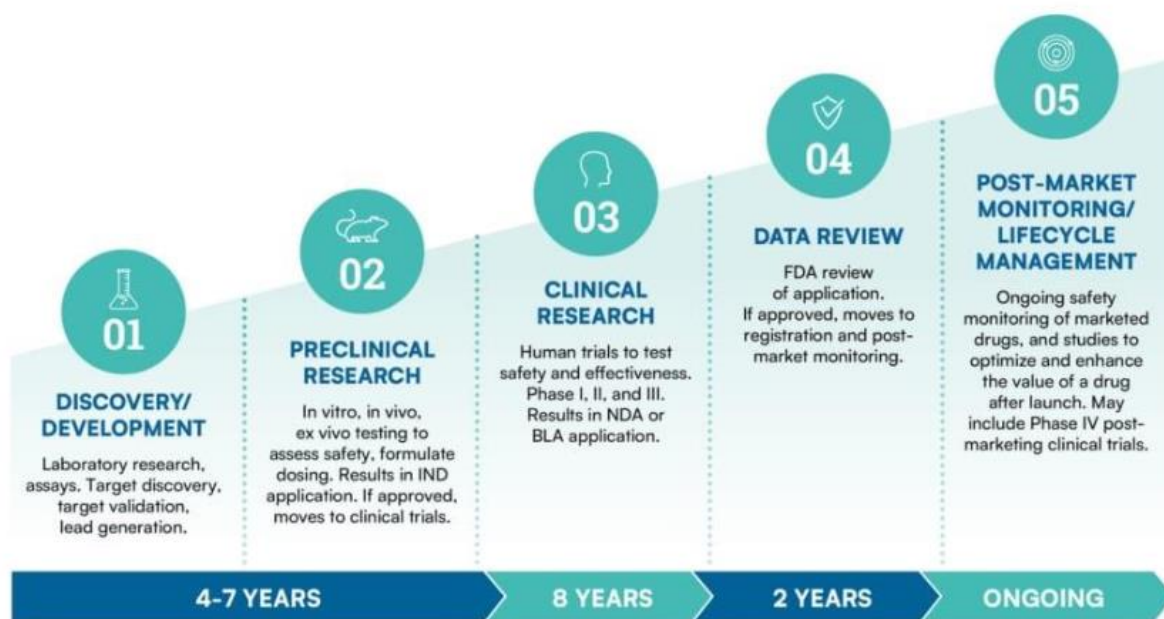 01
DISCOVERY/
DEVELOPMENT
Laboratory research,
assays. Target discovery,
target validation,
lead generation.
02
PRECLINICAL
RESEARCH
In vitro, in vivo,
ex vivo testing to
assess safety, formulate
dosing. Results in IND
application. If approved,
moves to clinical trials.
03
CLINICAL
RESEARCH
Human trials to test
safety and effectiveness.
Phase I, II, and III.
Results in NDA or
BLA application.
04
DATA REVIEW
FDA review
of application.
If approved, moves to
registration and post-
market monitoring.
05
POST-MARKET
MONITORING/
LIFECYCLE
MANAGEMENT
Ongoing safety
monitoring of marketed
drugs, and studies to
optimize and enhance
the value of a drug
after launch. May
include Phase IV post-
marketing clinical trials.
4-7 YEARS
8 YEARS
2 YEARS
ONGOING